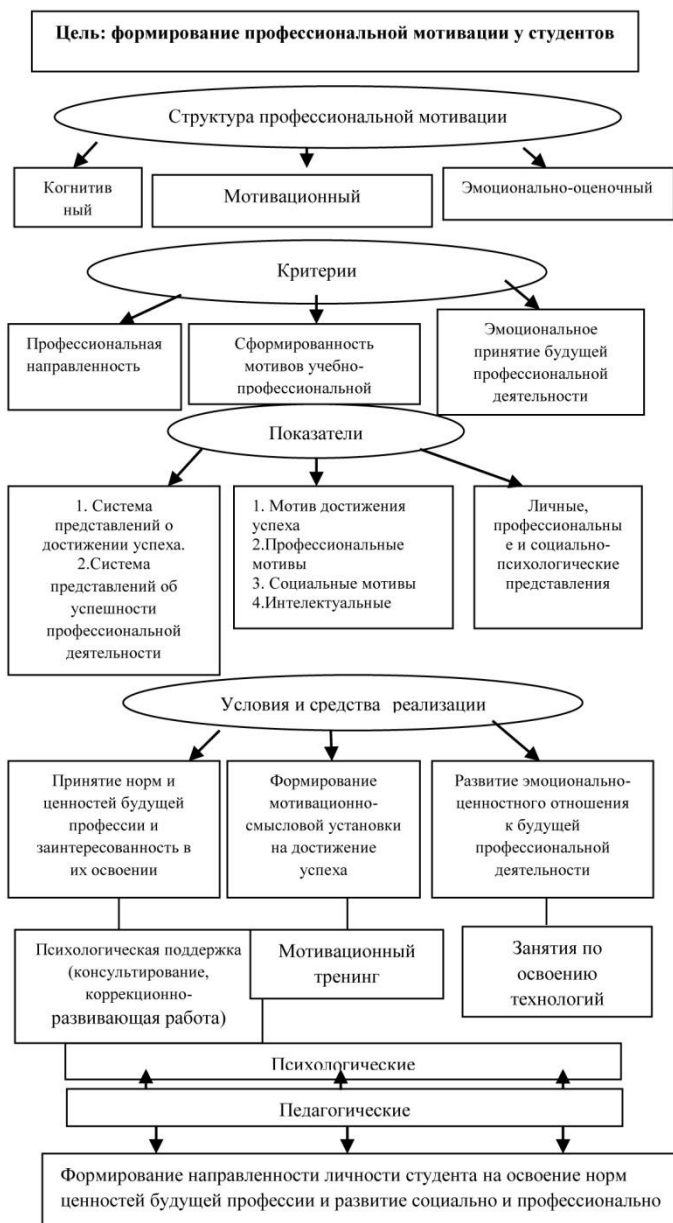 Цель: формирование профессиональной мотивации у студентов
Структура профессиональной мотивации
Когнитив
ный
Мотивационный
Эмоционально-оценочный
Критерии
Профессиональная
направленность
Сформированность
мотивов учебно-
профессиональной
Эмоциональное
принятие будущей
профессиональной
деятельности
Показатели
1. Система
представлений о
достижении успеха.
2.Система
представлений об
успешности
профессиональной
деятельности
1. Мотив достижения
успеха
2.Профессиональные
мотивы
3. Социальные мотивы
4.Интелектуальные
Личные,
профессиональны
е и социально-
психологические
представления
Условия и средства реализации
Принятие норм и
ценностей будущей
профессии и
заинтересованность в
их освоении
Формирование
мотивационно-
смысловой установки
на достижение
успеха
Развитие эмоционально-
ценностного отношения
к будущей
профессиональной
деятельности
Психологическая поддержка
(консультирование,
коррекционно-
развивающая работа)
Мотивационный
тренинг
Занятия по
освоению
технологий
Психологические
Педагогические
Формирование направленности личности студента на освоение норм
ценностей будущей профессии и развитие социально и профессионально